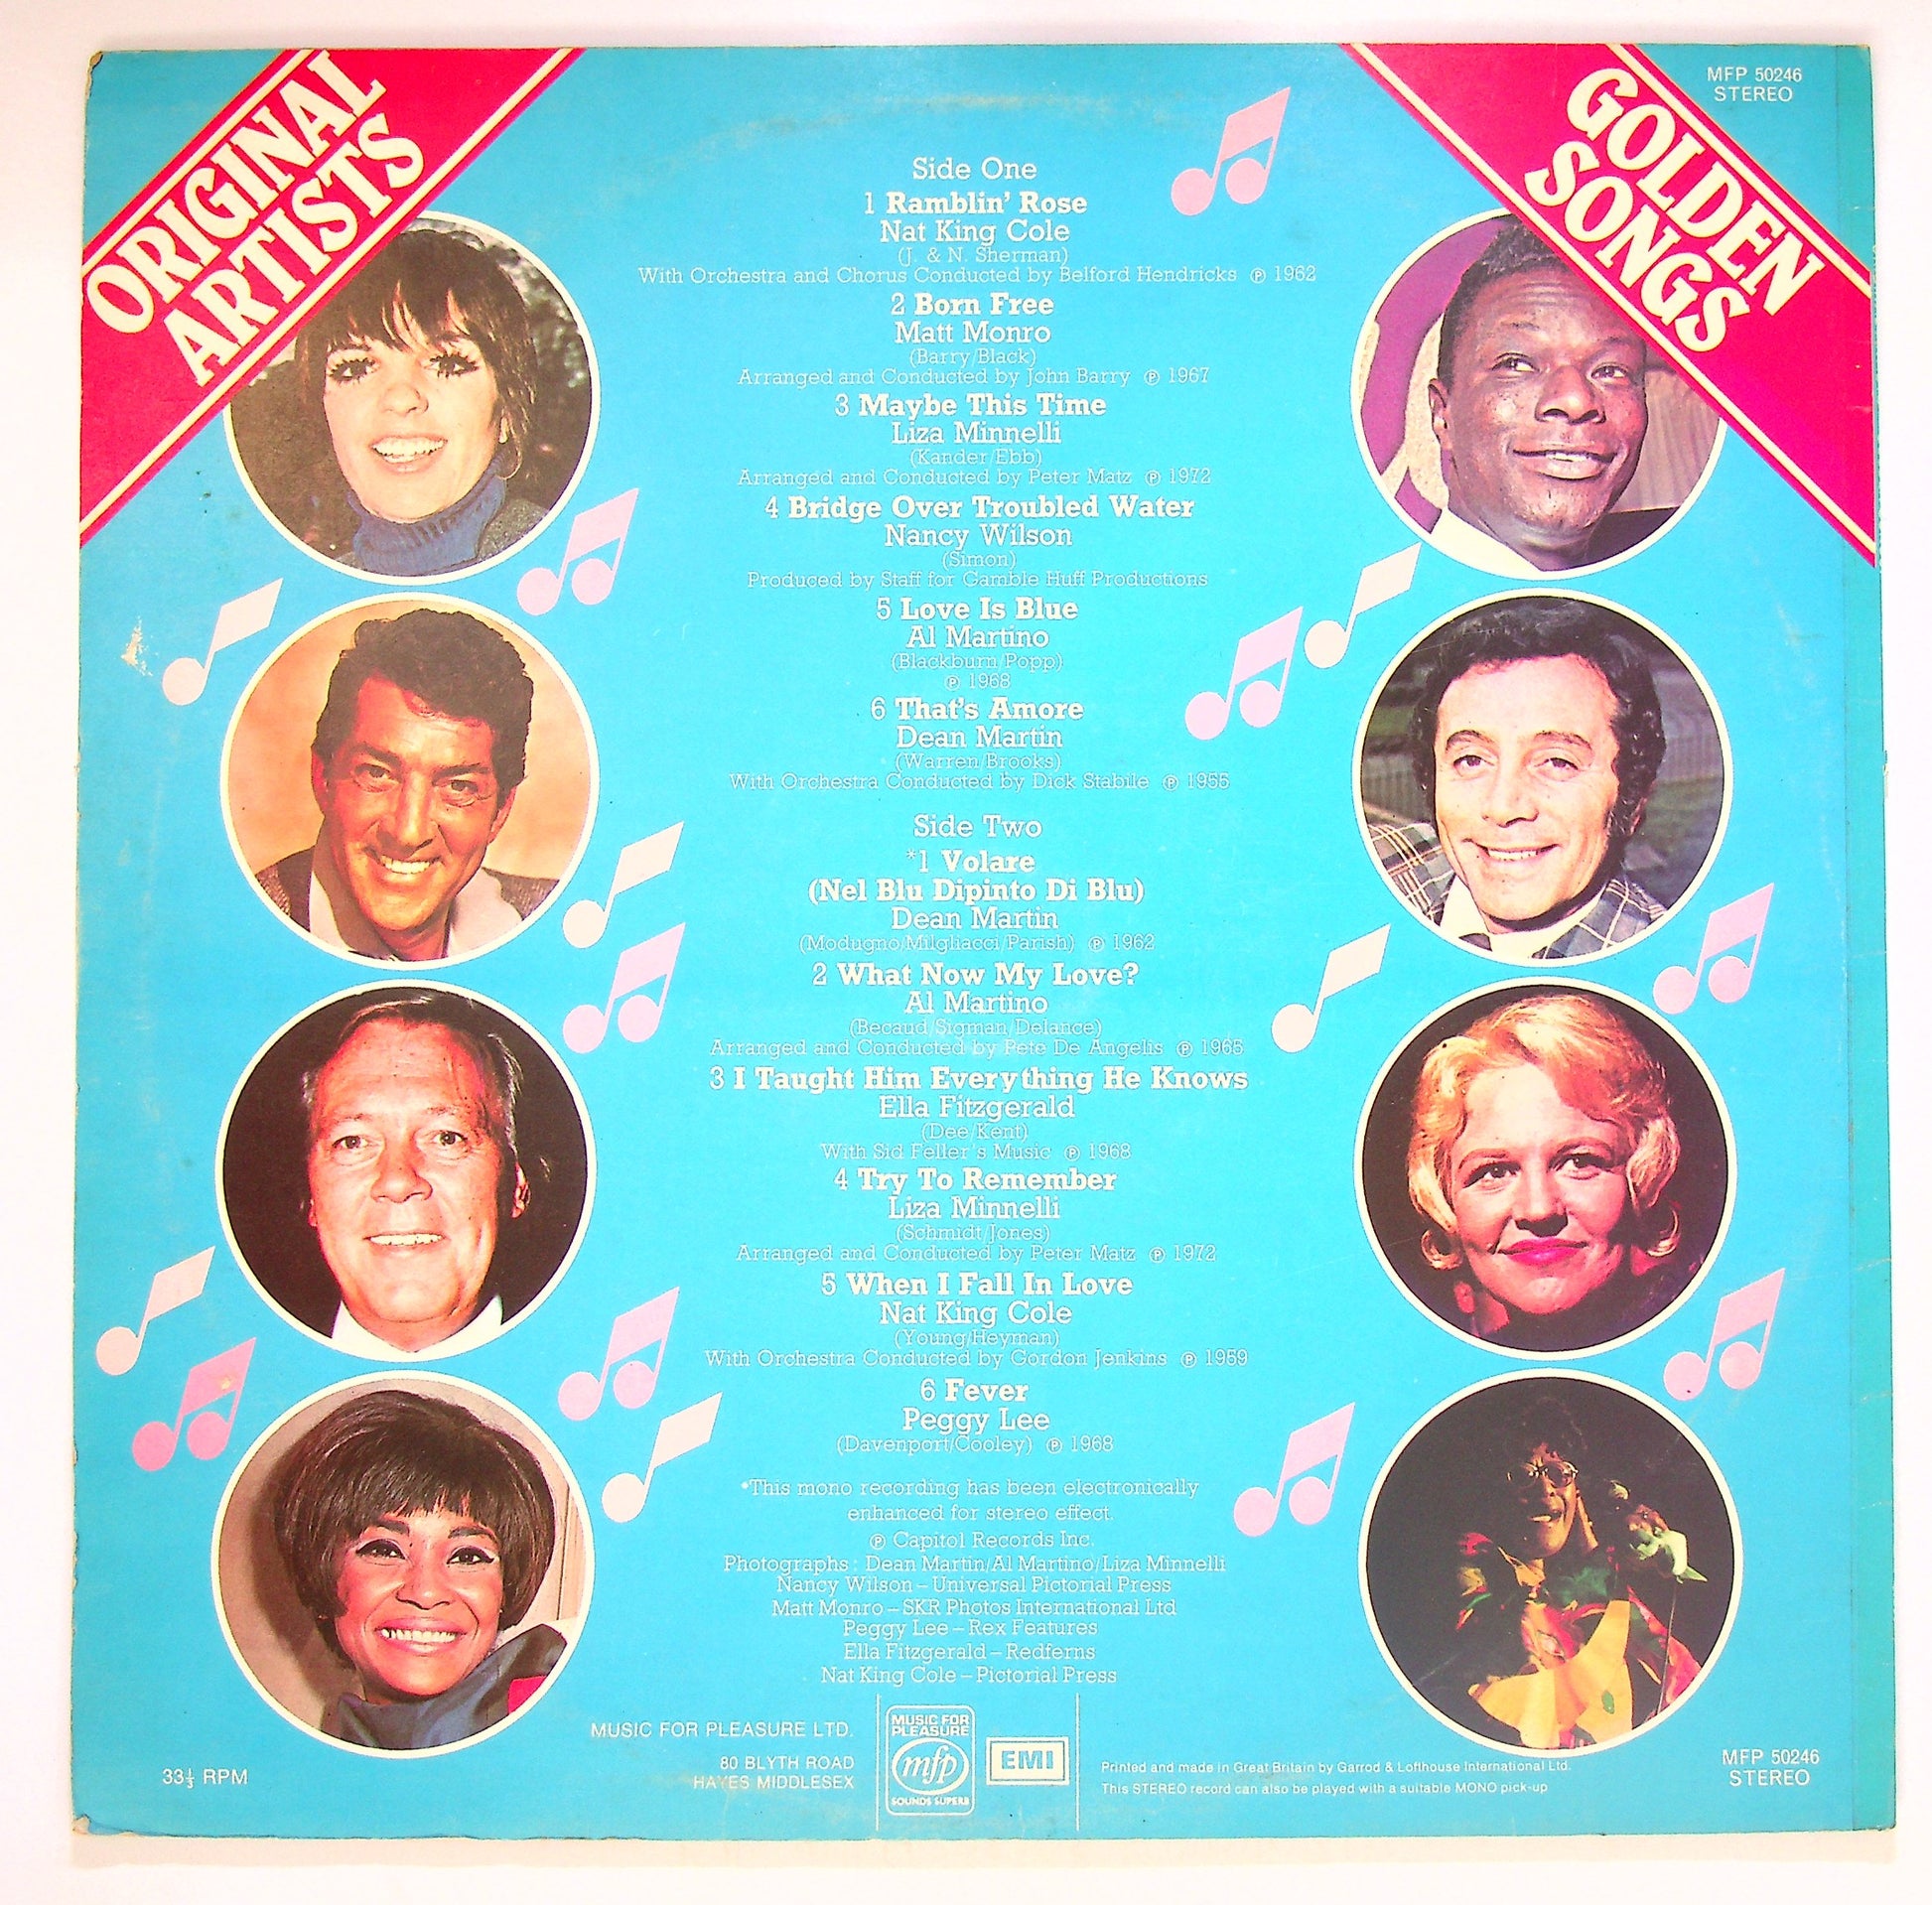 ORIGINAL
ARTISTS
GOLDEN
SONGS
MFP 50246
STEREO
Side One
1 Ramblin' Rose
Nat King Cole
(J. & N. Sherman)
With Orchestra and Chorus Conducted by Belford Hendricks ℗ 1962
2 Born Free
Matt Monro
(Barry/Black)
Arranged and Conducted by John Barry ℗ 1967
3 Maybe This Time
Liza Minnelli
(Kander/Ebb)
Arranged and Conducted by Peter Matz ℗ 1972
4 Bridge Over Troubled Water
Nancy Wilson
(Simon)
Produced by Staff for Gamble Huff Productions
5 Love Is Blue
Al Martino
(Blackburn/Popp)
℗ 1968
6 That's Amore
Dean Martin
(Warren/Brooks)
With Orchestra Conducted by Dick Stabile ℗ 1955
Side Two
*1 Volare
(Nel Blu Dipinto Di Blu)
Dean Martin
(Modugno/Milgliacci/Parish) ℗ 1962
2 What Now My Love?
Al Martino
(Becaud/Sigman/Delance)
Arranged and Conducted by Pete De Angelis ℗ 1965
3 I Taught Him Everything He Knows
Ella Fitzgerald
(Dee/Kent)
With Sid Feller's Music ℗ 1968
4 Try To Remember
Liza Minnelli
(Schmidt/Jones)
Arranged and Conducted by Peter Matz ℗ 1972
5 When I Fall In Love
Nat King Cole
(Young/Heyman)
With Orchestra Conducted by Gordon Jenkins ℗ 1959
6 Fever
Peggy Lee
(Davenport/Cooley) ℗ 1968
*This mono recording has been electronically
enhanced for stereo effect.
℗ Capitol Records Inc.
Photographs: Dean Martin/Al Martino/Liza Minnelli
Nancy Wilson – Universal Pictorial Press
Matt Monro – SKR Photos International Ltd
Peggy Lee – Rex Features
Ella Fitzgerald – Redferns
Nat King Cole – Pictorial Press
33⅓ RPM
MUSIC FOR PLEASURE LTD.
80 BLYTH ROAD
HAYES MIDDLESEX
MUSIC FOR
PLEASURE
mfp
SOUNDS SUPERB
EMI
Printed and made in Great Britain by Garrod & Lofthouse International Ltd.
This STEREO record can also be played with a suitable MONO pick-up
MFP 50246
STEREO